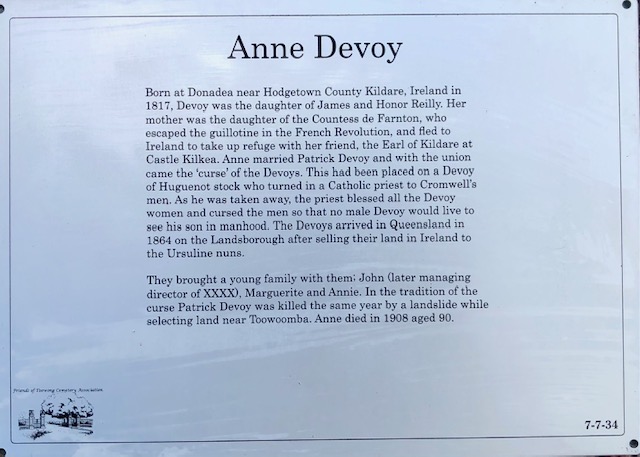 Anne Devoy
Born at Donadea near Hodgetown County Kildare, Ireland in
1817, Devoy was the daughter of James and Honor Reilly. Her
mother was the daughter of the Countess de Farnton, who
escaped the guillotine in the French Revolution, and fled to
Ireland to take up refuge with her friend, the Earl of Kildare at
Castle Kilkea. Anne married Patrick Devoy and with the union
came the ‘curse’ of the Devoys. This had been placed on a Devoy
of Huguenot stock who turned in a Catholic priest to Cromwell's
men. As he was taken away, the priest blessed all the Devoy
women and cursed the men so that no male Devoy would live to
see his son in manhood. The Devoys arrived in Queensland in
1864 on the Landsborough after selling their land in Ireland to
the Ursuline nuns.
They brought a young family with them; John (later managing
director of XXXX), Marguerite and Annie. In the tradition of the
curse Patrick Devoy was killed the same year by a landslide while
selecting land near Toowoomba. Anne died in 1908 aged 90.
Friends of Toowong Cemetery Association
7-7-34